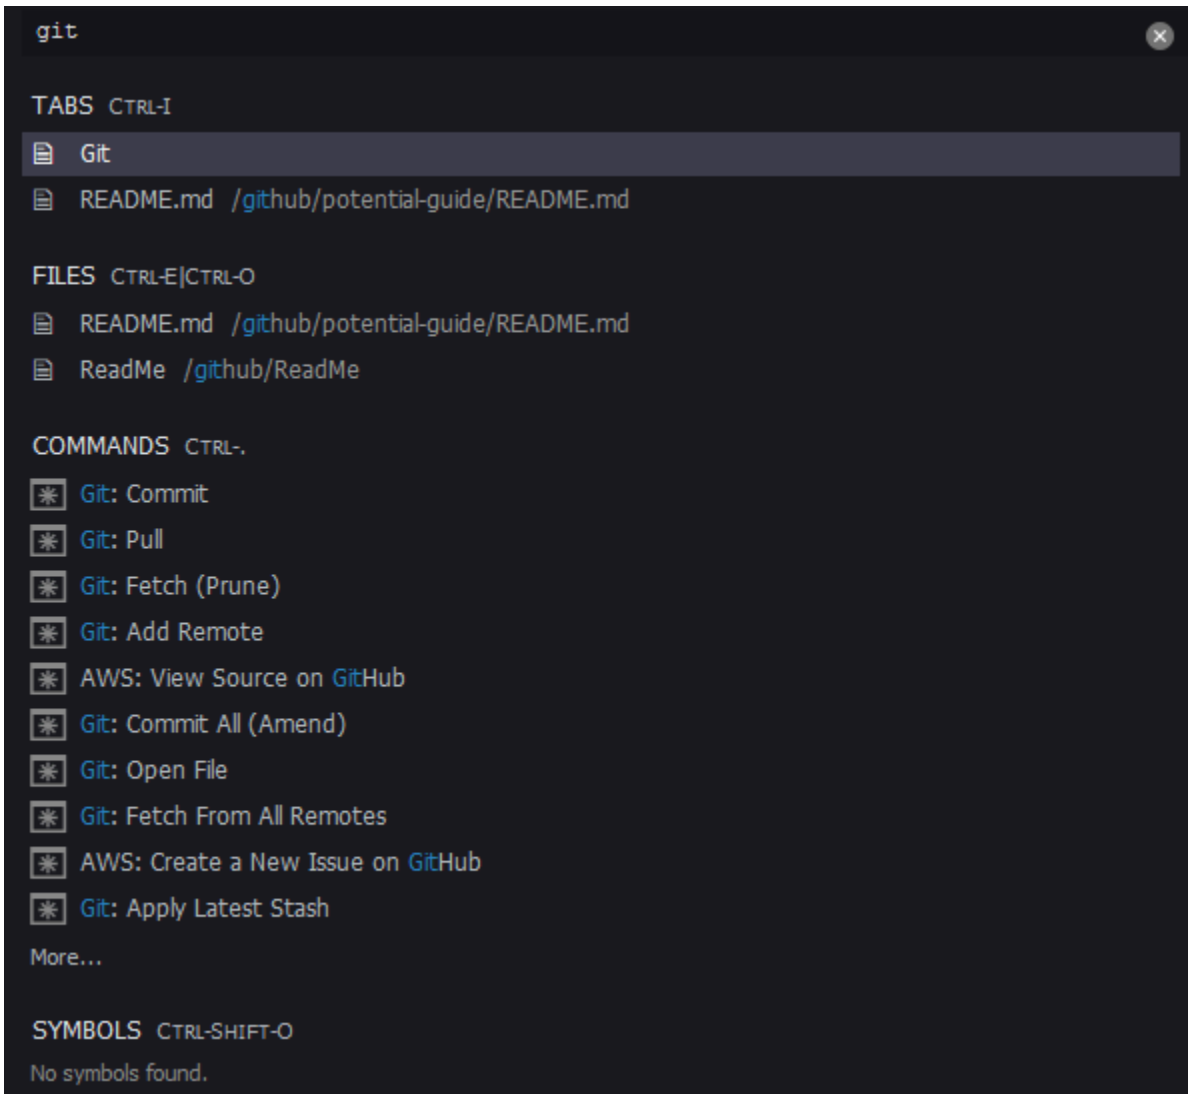 git
TABS CTRL-I
Git
README.md /github/potential-guide/README.md
FILES CTRL-E|CTRL-O
README.md /github/potential-guide/README.md
ReadMe /github/ReadMe
COMMANDS CTRL-.
Git: Commit
Git: Pull
Git: Fetch (Prune)
Git: Add Remote
AWS: View Source on GitHub
Git: Commit All (Amend)
Git: Open File
Git: Fetch From All Remotes
AWS: Create a New Issue on GitHub
Git: Apply Latest Stash
More...
SYMBOLS CTRL-SHIFT-O
No symbols found.